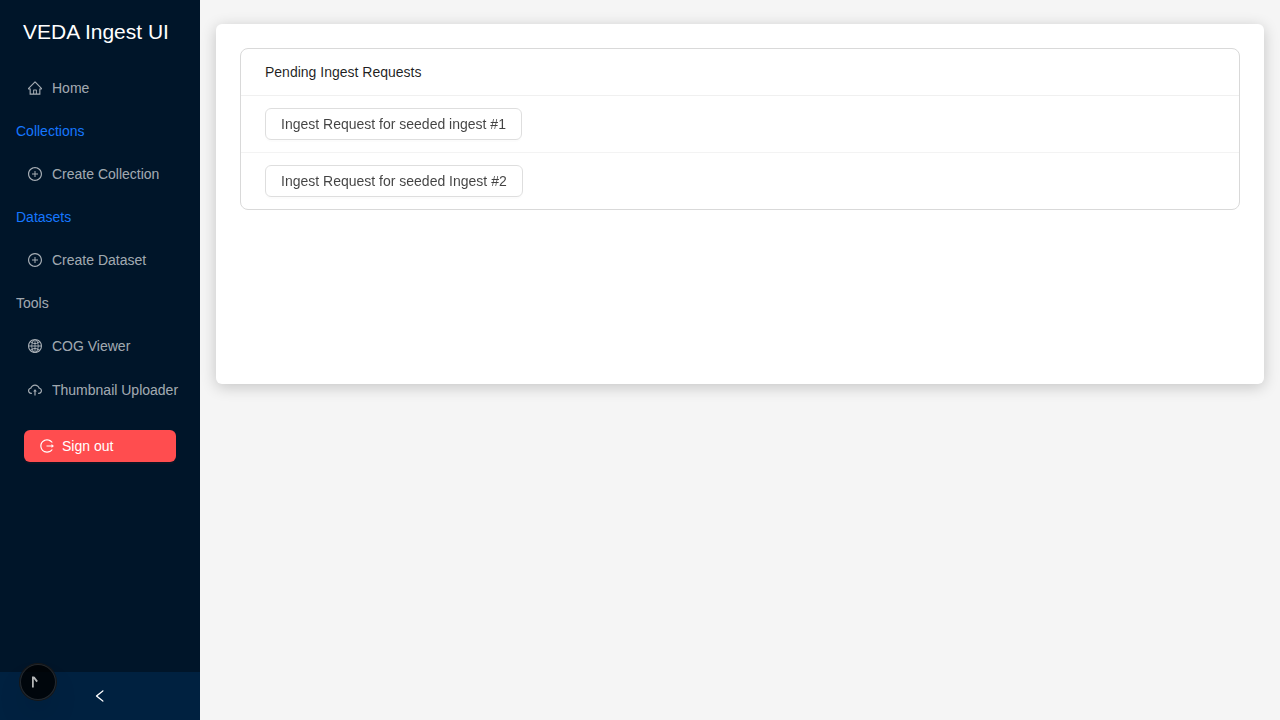 VEDA Ingest UI
Home
Collections
Create Collection
Datasets
Create Dataset
Tools
COG Viewer
Thumbnail Uploader
Sign out
Pending Ingest Requests
Ingest Request for seeded ingest #1
Ingest Request for seeded Ingest #2